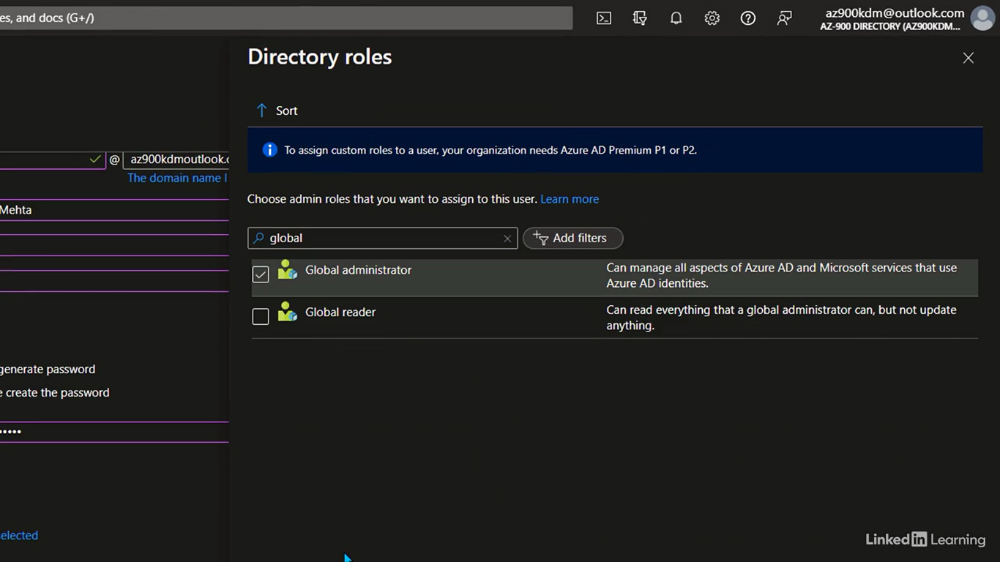 es, and docs (G+/)
az900kdm@outlook.com
AZ-900 DIRECTORY (AZ900KDM...
Directory roles
Sort
@ az900kdmoutlook.c
The domain name
To assign custom roles to a user, your organization needs Azure AD Premium P1 or P2.
Mehta
Choose admin roles that you want to assign to this user. Learn more
global
Add filters
Global administrator
Can manage all aspects of Azure AD and Microsoft services that use
Azure AD identities.
Global reader
Can read everything that a global administrator can, but not update
anything.
generate password
e create the password
selected
LinkedIn Learning